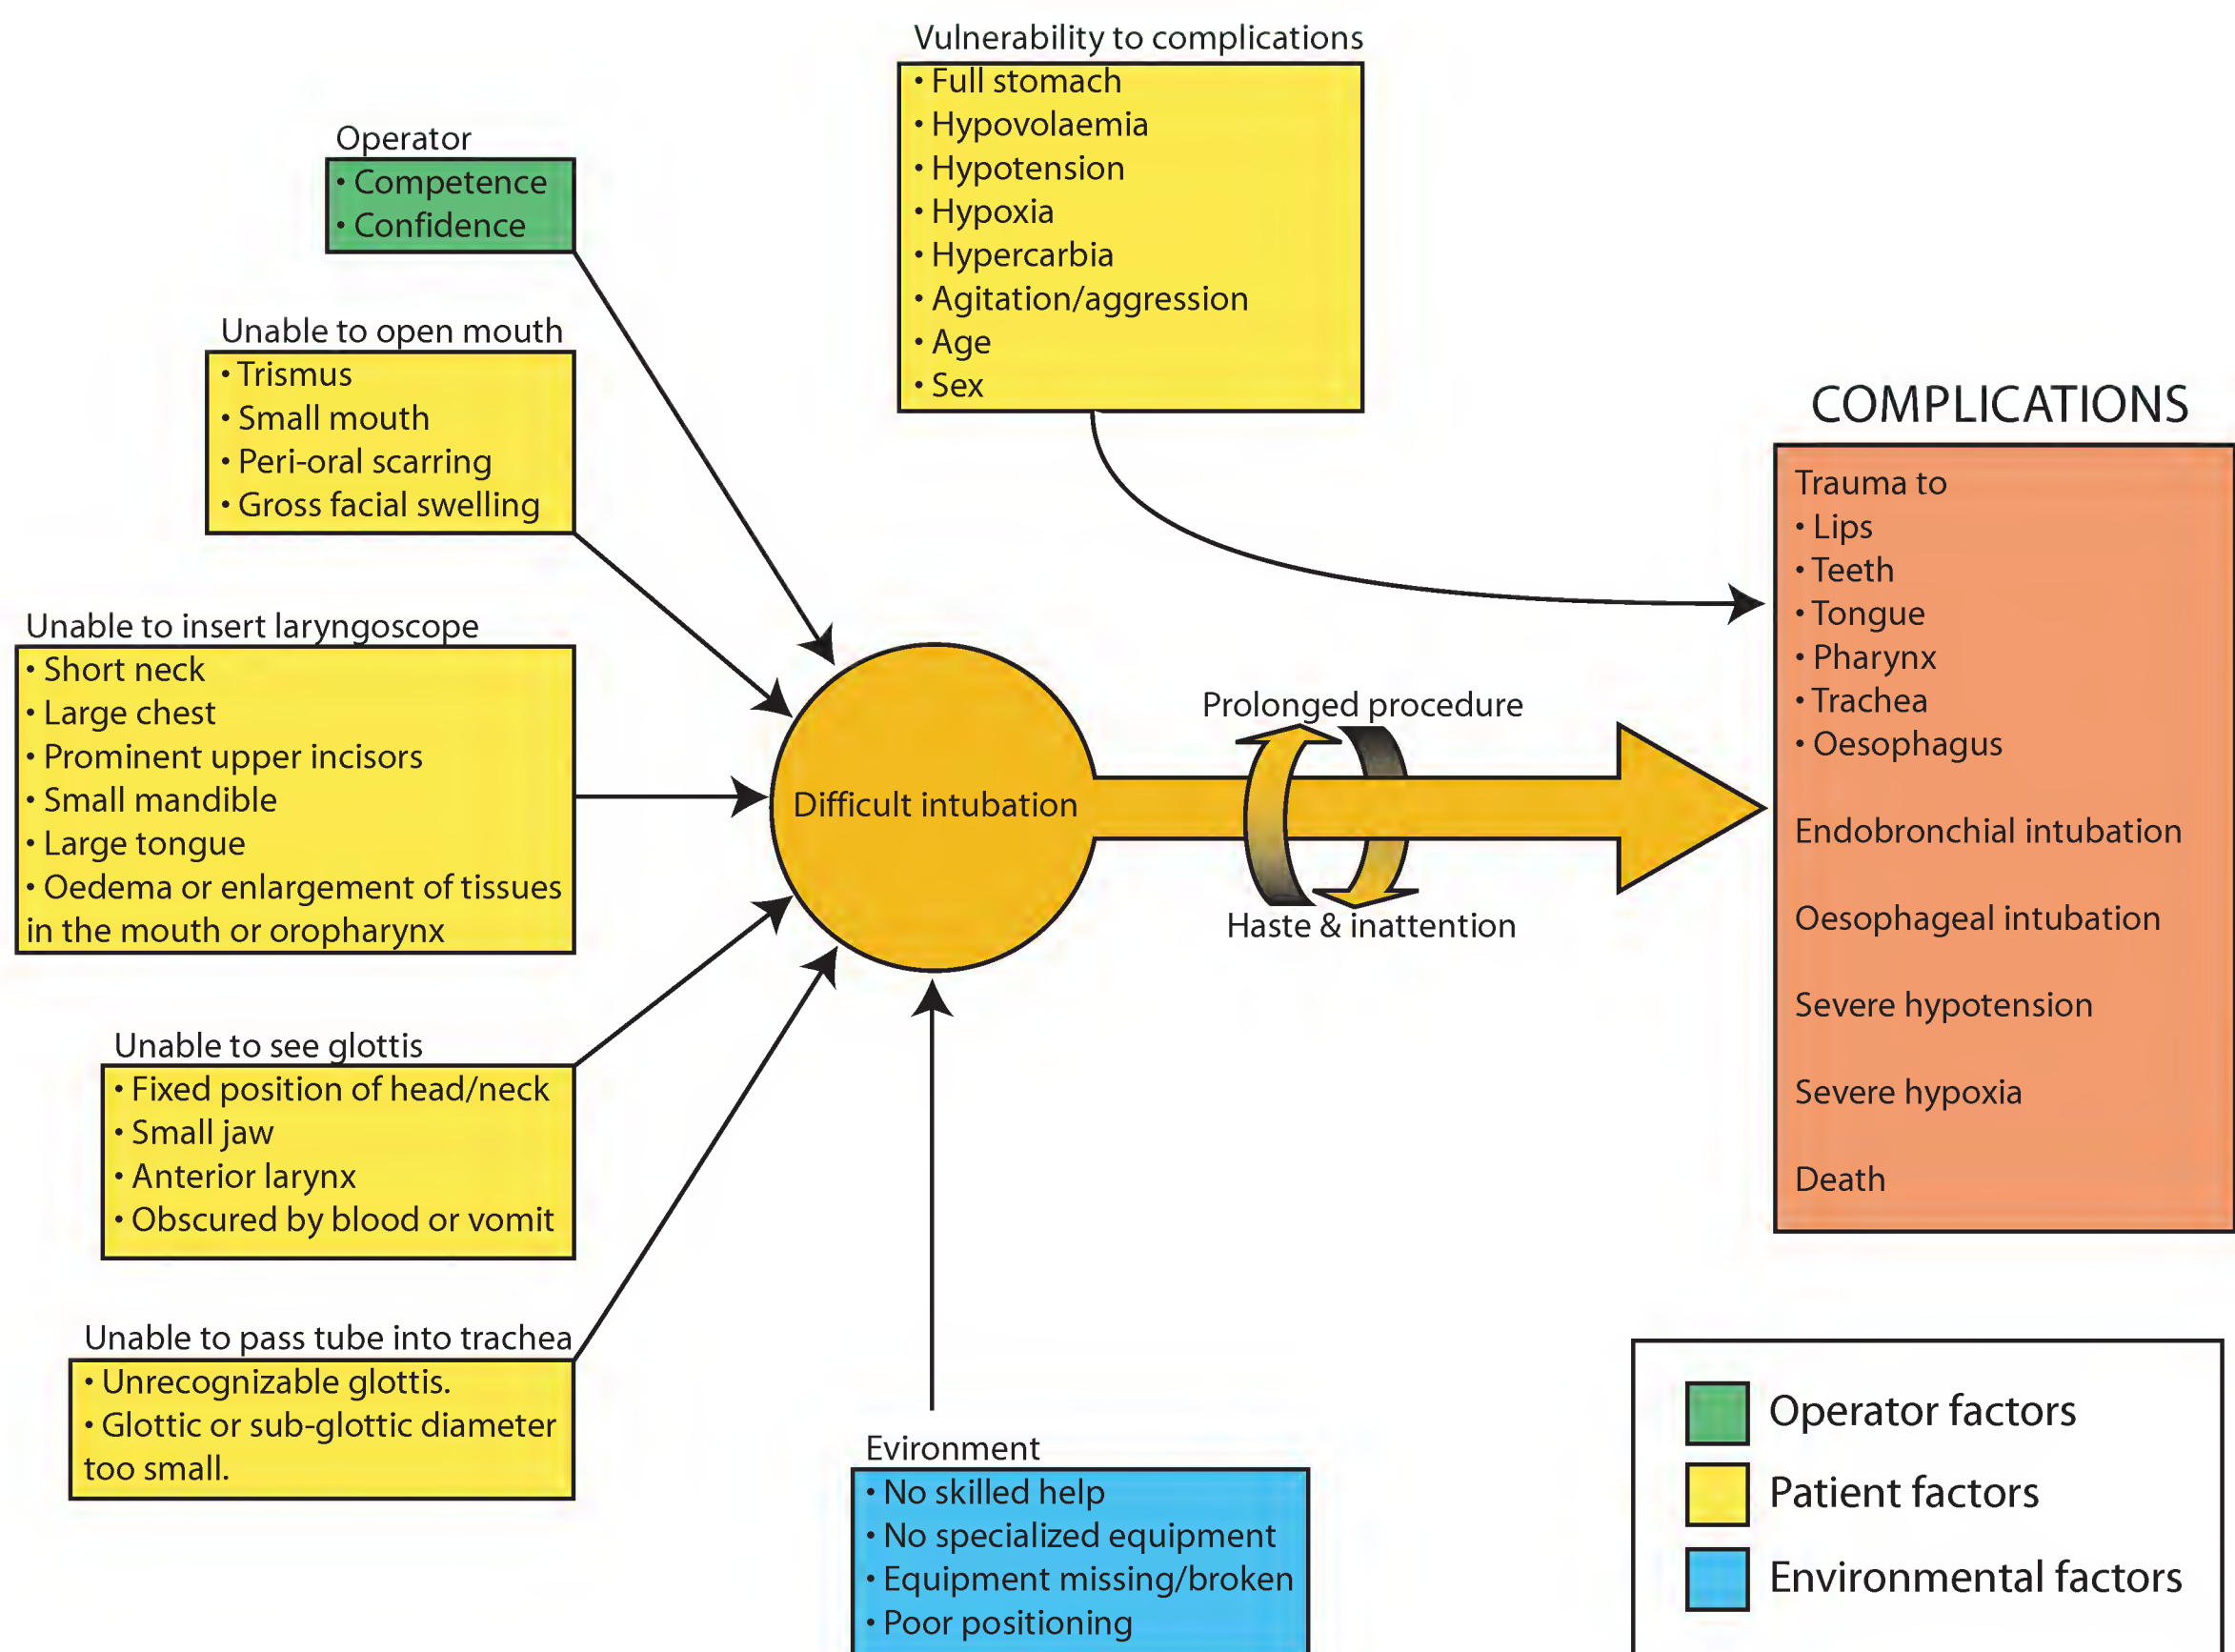 Vulnerability to complications
• Full stomach
• Hypovolaemia
• Hypotension
• Hypoxia
• Hypercarbia
• Agitation/aggression
• Age
• Sex
Operator
• Competence
• Confidence
Unable to open mouth
• Trismus
• Small mouth
• Peri-oral scarring
• Gross facial swelling
Unable to insert laryngoscope
• Short neck
• Large chest
• Prominent upper incisors
• Small mandible
• Large tongue
• Oedema or enlargement of tissues
in the mouth or oropharynx
Unable to see glottis
• Fixed position of head/neck
• Small jaw
• Anterior larynx
• Obscured by blood or vomit
Unable to pass tube into trachea
• Unrecognizable glottis.
• Glottic or sub-glottic diameter
too small.
Evironment
• No skilled help
• No specialized equipment
• Equipment missing/broken
• Poor positioning
Difficult intubation
Prolonged procedure
Haste & inattention
COMPLICATIONS
Trauma to
• Lips
• Teeth
• Tongue
• Pharynx
• Trachea
• Oesophagus
Endobronchial intubation
Oesophageal intubation
Severe hypotension
Severe hypoxia
Death
Operator factors
Patient factors
Environmental factors